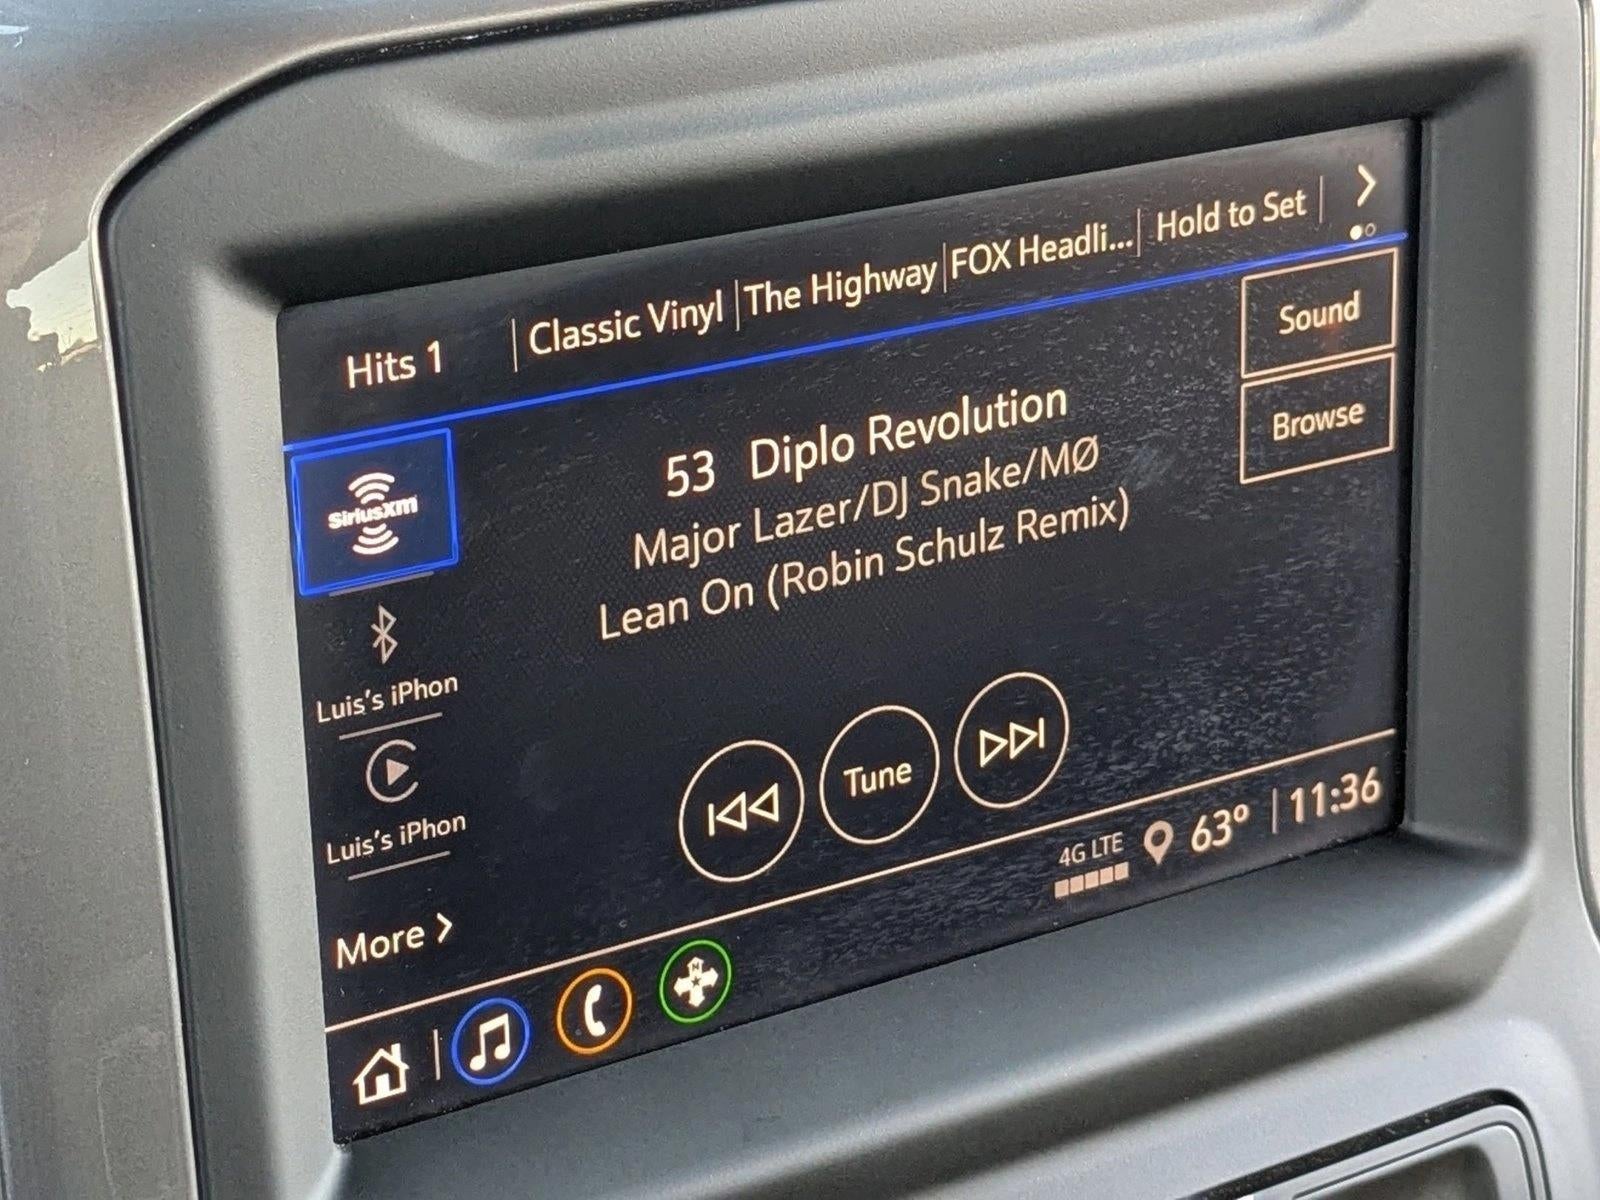 Hits 1 Classic Vinyl The Highway FOX Headli... Hold to Set
Sound
Browse
53 Diplo Revolution
Major Lazer/DJ Snake/MØ
Lean On (Robin Schulz Remix)
SiriusXm
Luis's iPhon
Luis's iPhon
More
Tune
4G LTE 63° 11:36
N